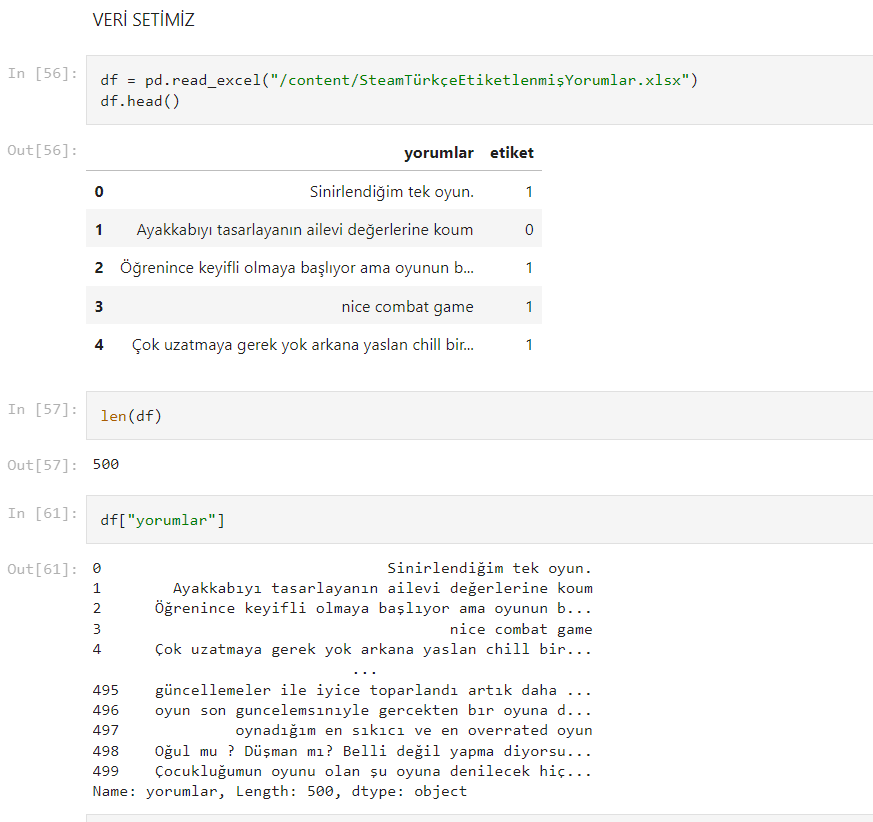 VERİ SETİMİZ
In [56]: df = pd.read_excel("/content/SteamTürkçeEtiketlenmişYorumlar.xlsx")
df.head()
Out[56]: yorumlar etiket
0 Sinirlendiğim tek oyun. 1
1 Ayakkabıyı tasarlayanın ailevi değerlerine koum 0
2 Öğrenince keyifli olmaya başlıyor ama oyunun b... 1
3 nice combat game 1
4 Çok uzatmaya gerek yok arkana yaslan chill bir... 1
In [57]: len(df)
Out[57]: 500
In [61]: df["yorumlar"]
Out[61]: 0 Sinirlendiğim tek oyun.
1 Ayakkabıyı tasarlayanın ailevi değerlerine koum
2 Öğrenince keyifli olmaya başlıyor ama oyunun b...
3 nice combat game
4 Çok uzatmaya gerek yok arkana yaslan chill bir...
...
495 güncellemeler ile iyice toparlandı artık daha ...
496 oyun son guncelemsınıyle gercekten bır oyuna d...
497 oynadığım en sıkıcı ve en overrated oyun
498 Oğul mu ? Düşman mı? Belli değil yapma diyorsu...
499 Çocukluğumun oyunu olan şu oyuna denilecek hiç...
Name: yorumlar, Length: 500, dtype: object